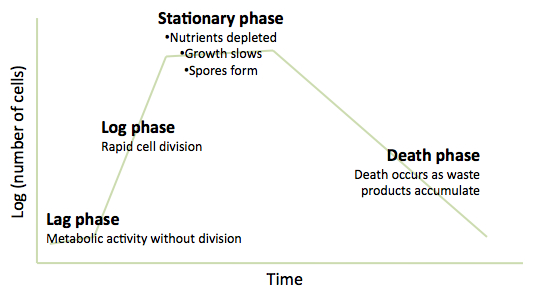 Stationary phase
•Nutrients depleted
•Growth slows
•Spores form
Log phase
Rapid cell division
Death phase
Death occurs as waste
products accumulate
Lag phase
Metabolic activity without division
Log (number of cells)
Time